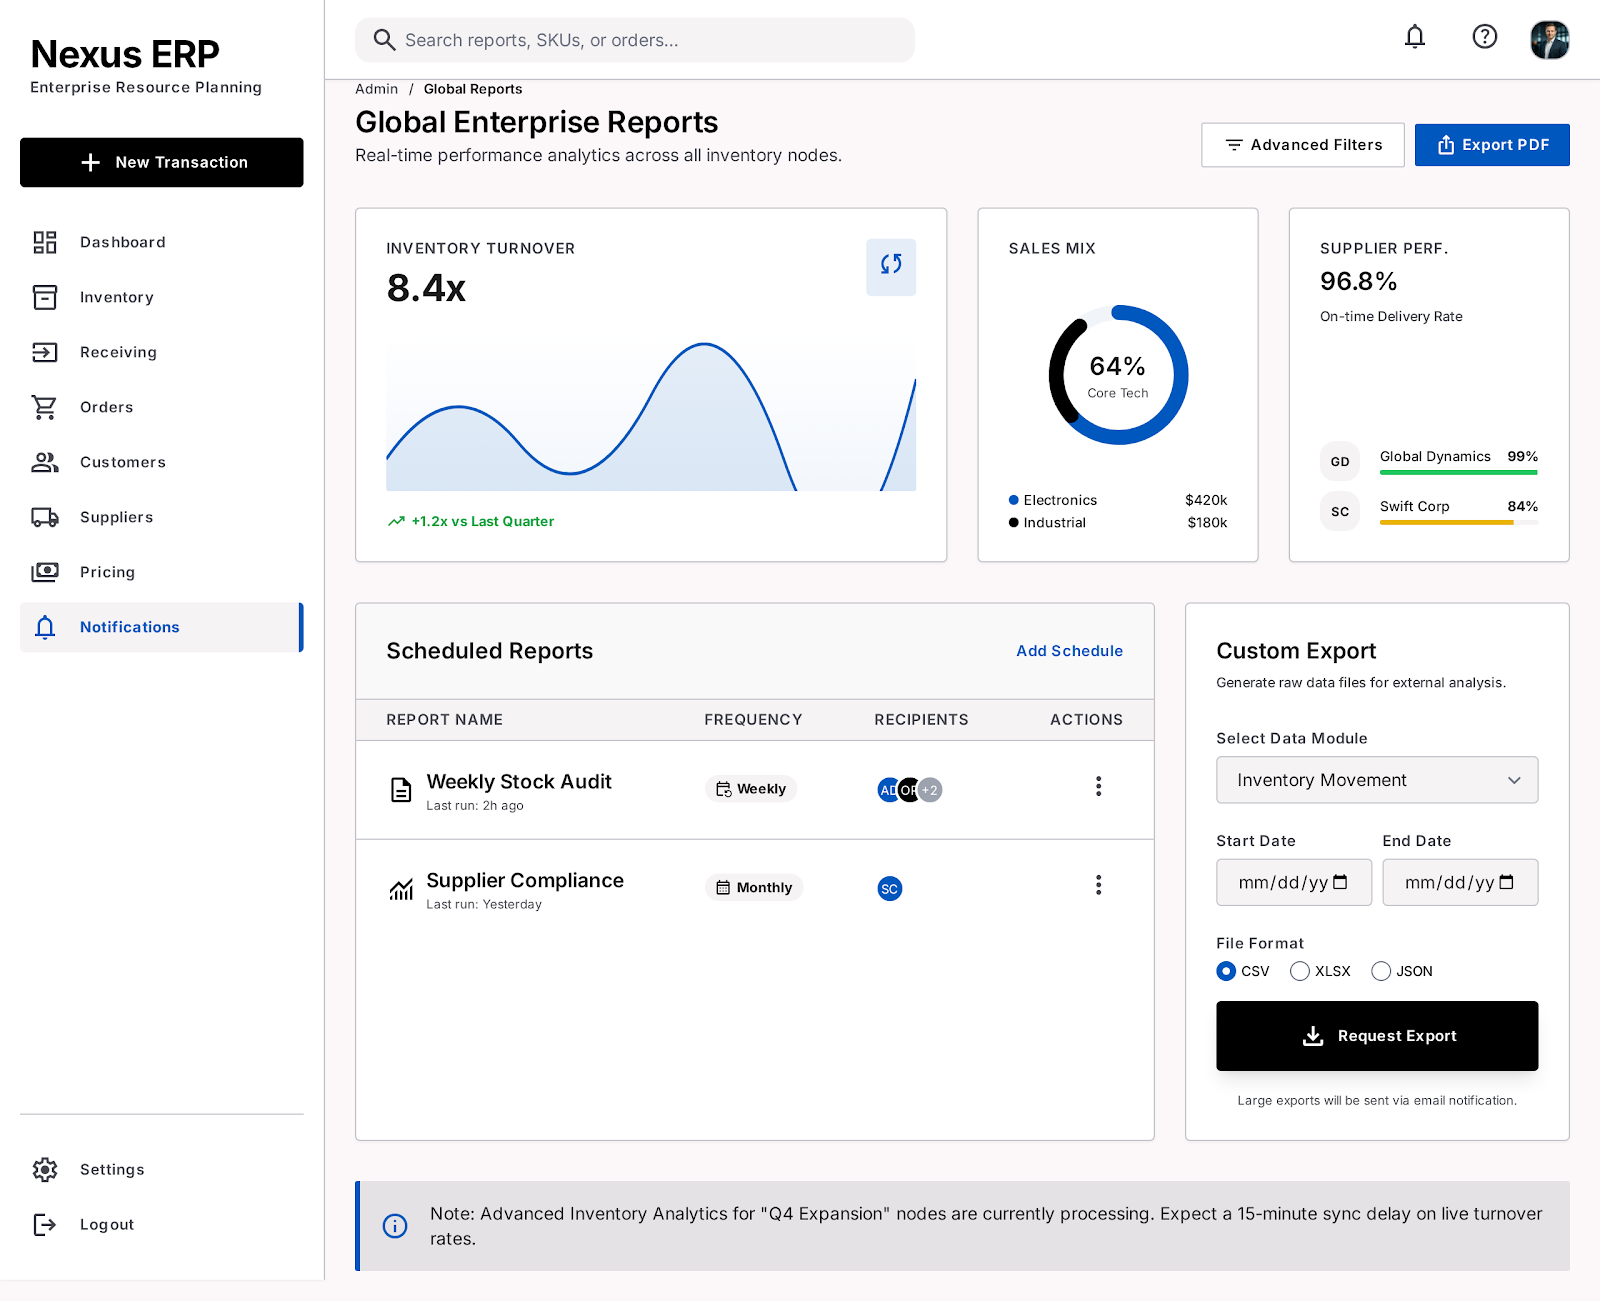 Nexus ERP
Enterprise Resource Planning
New Transaction
Dashboard
Inventory
Receiving
Orders
Customers
Suppliers
Pricing
Notifications
Settings
Logout
Search reports, SKUs, or orders...
Admin / Global Reports
Global Enterprise Reports
Real-time performance analytics across all inventory nodes.
Advanced Filters
Export PDF
INVENTORY TURNOVER
8.4x
+1.2x vs Last Quarter
SALES MIX
64%
Core Tech
Electronics $420k
Industrial $180k
SUPPLIER PERF.
96.8%
On-time Delivery Rate
GD Global Dynamics 99%
SC Swift Corp 84%
Scheduled Reports
Add Schedule
REPORT NAME FREQUENCY RECIPIENTS ACTIONS
Weekly Stock Audit
Last run: 2h ago
Weekly
AD OP +2
Supplier Compliance
Last run: Yesterday
Monthly
SC
Custom Export
Generate raw data files for external analysis.
Select Data Module
Inventory Movement
Start Date End Date
mm/dd/yy mm/dd/yy
File Format
CSV XLSX JSON
Request Export
Large exports will be sent via email notification.
Note: Advanced Inventory Analytics for "Q4 Expansion" nodes are currently processing. Expect a 15-minute sync delay on live turnover
rates.